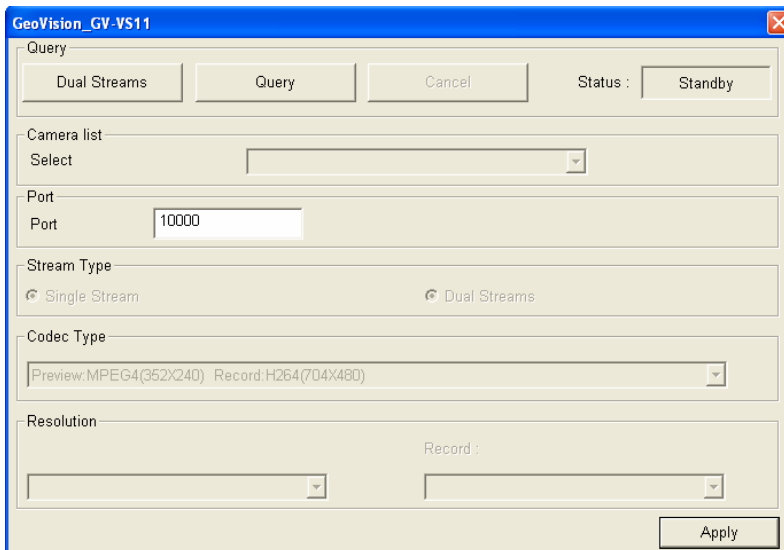 GeoVision_GV-VS11
Query
Dual Streams Query Cancel Status : Standby
Camera list
Select
Port
Port 10000
Stream Type
Single Stream Dual Streams
Codec Type
Preview:MPEG4(352X240) Record:H264(704X480)
Resolution
Record :
Apply